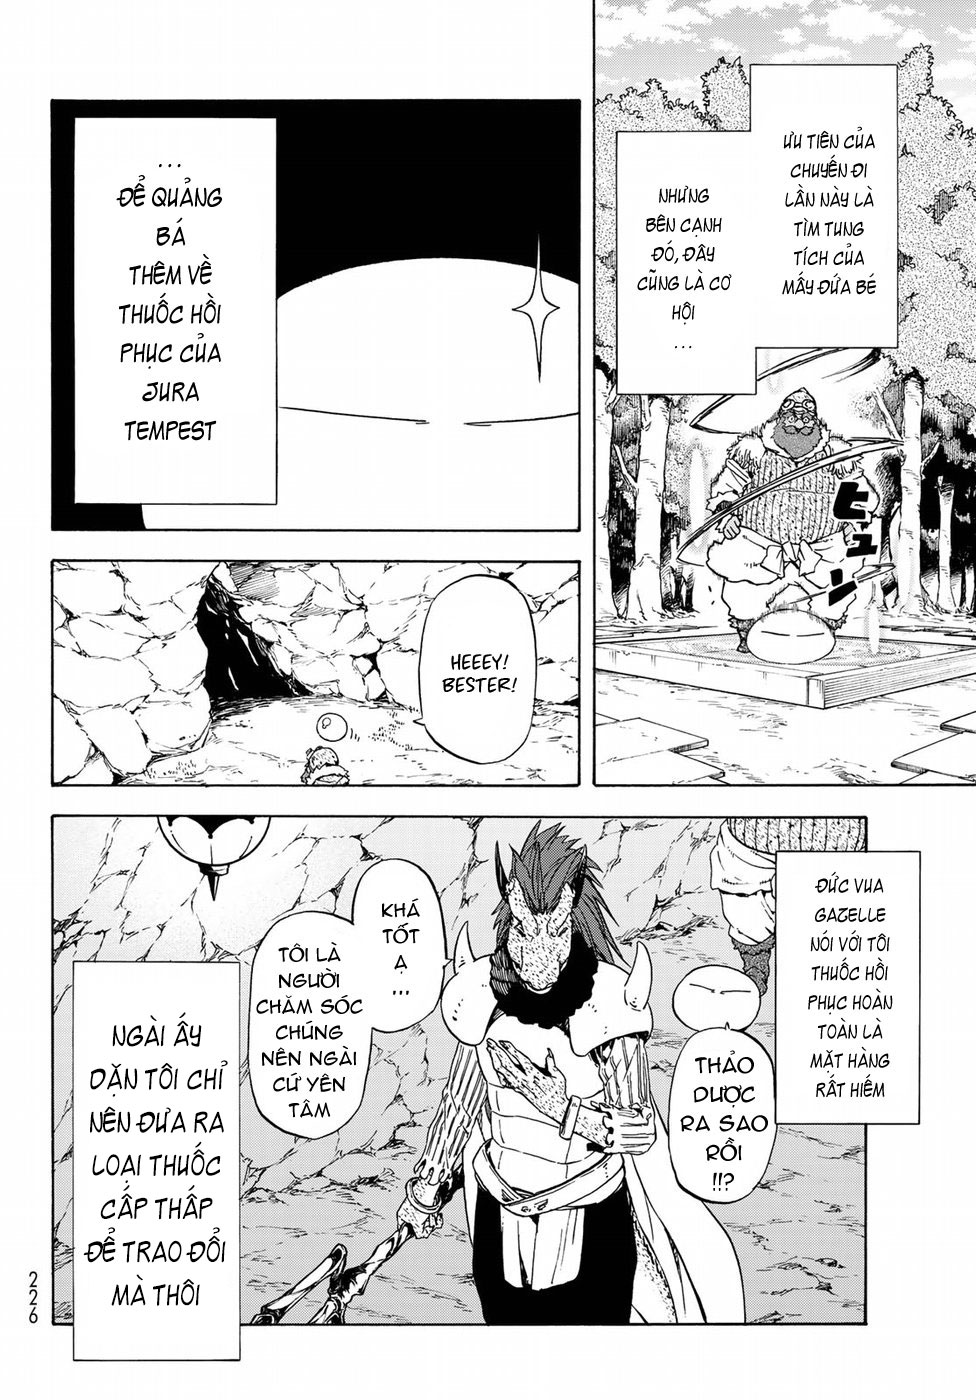 ƯU TIÊN CỦA
CHUYẾN ĐI
LẦN NÀY LÀ
TÌM TUNG
TÍCH CỦA
MẤY ĐỨA BÉ
NHƯNG
BÊN CẠNH
ĐÓ, ĐÂY
CŨNG LÀ CƠ
HỘI
...
ヒュン
...
ĐỂ QUẢNG
BÁ
THÊM VỀ
THUỐC HỒI
PHỤC CỦA
JURA
TEMPEST
HEEEY!
BESTER!
ĐỨC VUA
GAZELLE
NÓI VỚI TÔI
THUỐC HỒI
PHỤC HOÀN
TOÀN LÀ
MẶT HÀNG
RẤT HIẾM
THẢO
DƯỢC
RA SAO
RỒI
!!?
KHÁ
TỐT
Ạ
...
TÔI LÀ
NGƯỜI
CHĂM SÓC
CHÚNG
NÊN NGÀI
CỨ YÊN
TÂM
NGÀI ẤY
DẶN TÔI CHỈ
NÊN ĐƯA RA
LOẠI THUỐC
CẤP THẤP
ĐỂ TRAO ĐỔI
MÀ THÔI
226